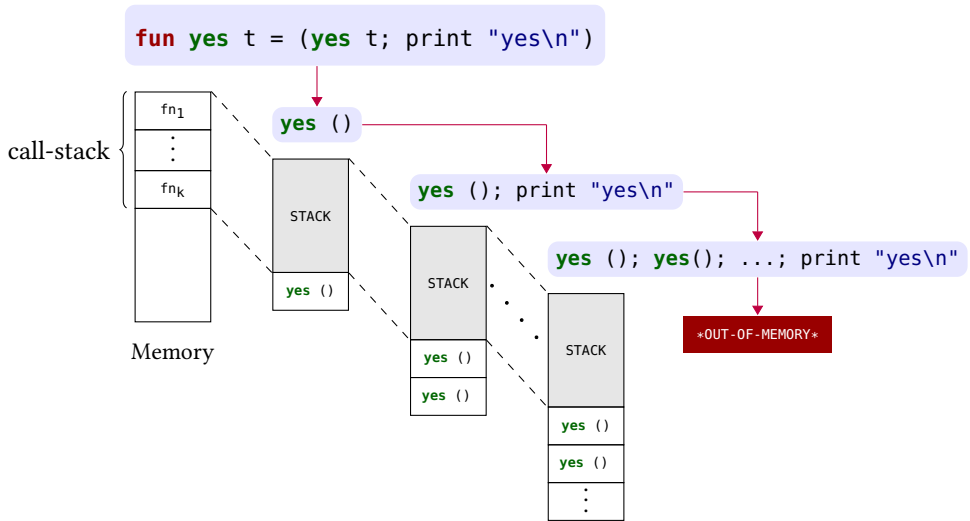 fun yes t = (yes t; print "yes\n")
call-stack
fn1
⋮
fnk
Memory
yes ()
STACK
yes ()
yes (); print "yes\n"
STACK
yes ()
yes ()
yes (); yes(); ...; print "yes\n"
*OUT-OF-MEMORY*
STACK
yes ()
yes ()
⋮